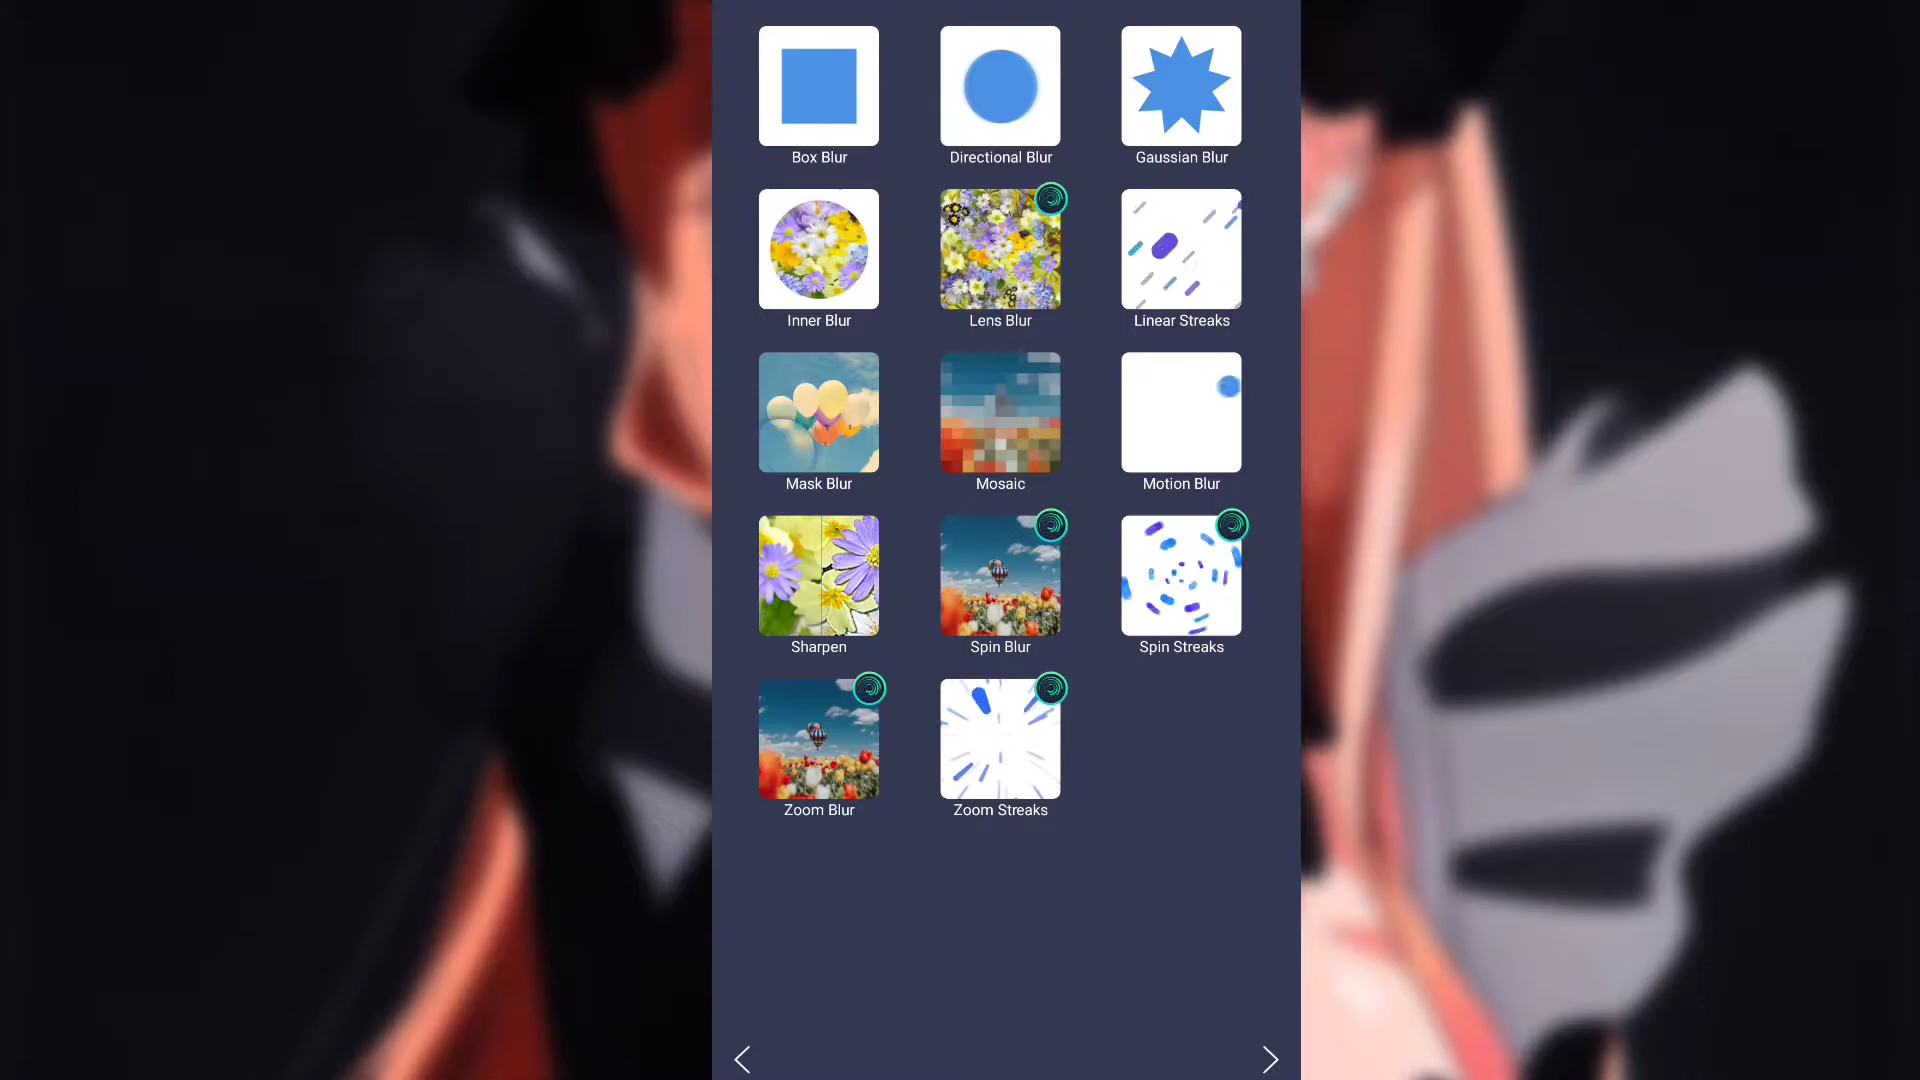 Box Blur
Directional Blur
Gaussian Blur
Inner Blur
Lens Blur
Linear Streaks
Mask Blur
Mosaic
Motion Blur
Sharpen
Spin Blur
Spin Streaks
Zoom Blur
Zoom Streaks